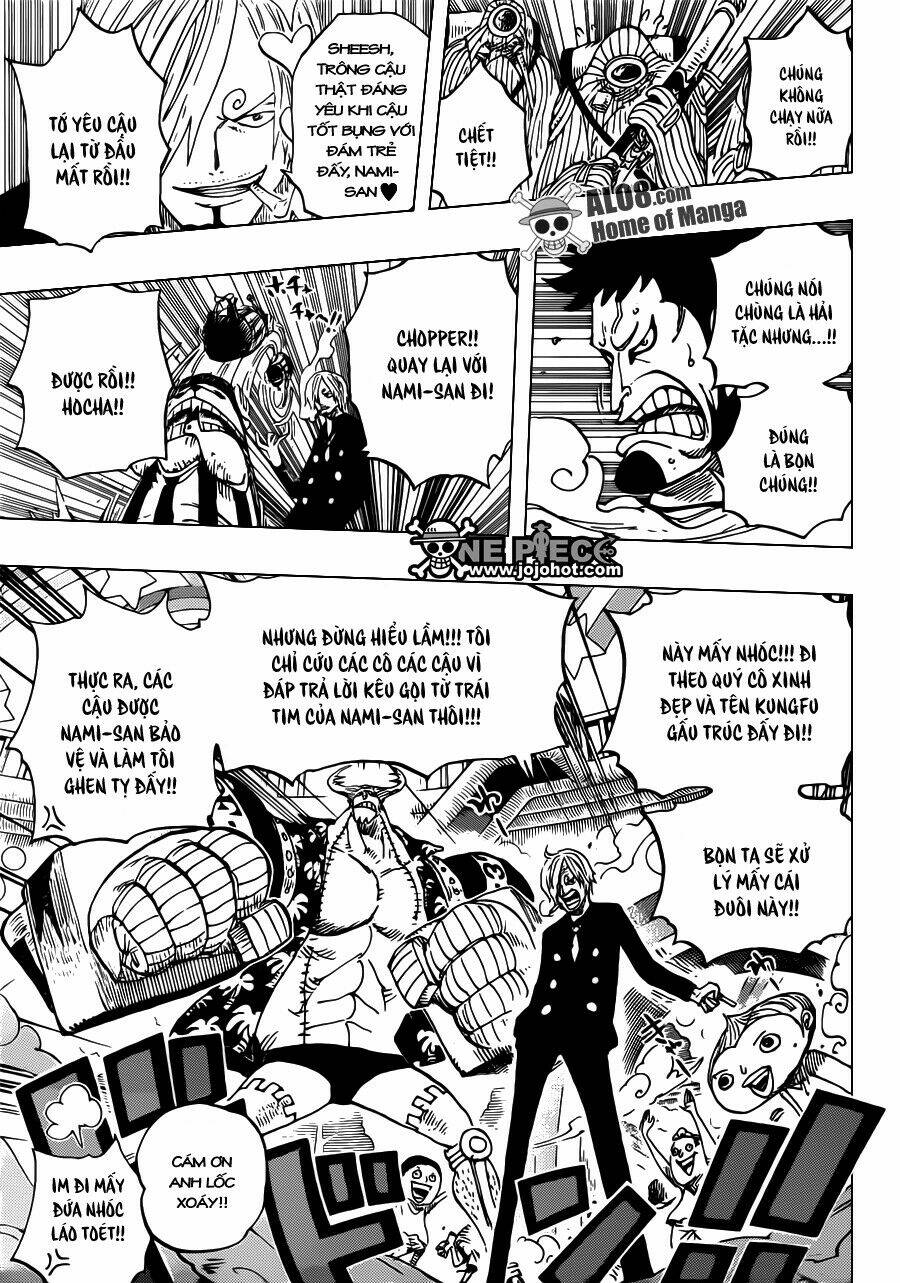 CHÚNG
KHÔNG
CHẠY NỮA
RỒI!!
CHẾT
TIỆT!!
SHEESH,
TRÔNG CẬU
THẬT ĐÁNG
YÊU KHI CẬU
TỐT BỤNG VỚI
ĐÁM TRẺ
ĐẤY, NAMI-
SAN♥
TỚ YÊU CẬU
LẠI TỪ ĐẦU
MẤT RỒI!!
ALO8.com
Home of Manga
CHÚNG NÓI
CHÙNG LÀ HẢI
TẶC NHƯNG...!!
ĐÚNG
LÀ BỌN
CHÚNG!!
CHOPPER!!
QUAY LẠI VỚI
NAMI-SAN ĐI!
ĐƯỢC RỒI!!
HOCHA!!
ONE PIECE
www.jojohot.com
NÀY MẤY NHÓC!!! ĐI
THEO QUÝ CÔ XINH
ĐẸP VÀ TÊN KUNGFU
GẤU TRÚC ĐẤY ĐI!!
NHƯNG ĐỪNG HIỂU LẦM!!! TÔI
CHỈ CỨU CÁC CÔ CÁC CẬU VÌ
ĐÁP TRẢ LỜI KÊU GỌI TỪ TRÁI
TIM CỦA NAMI-SAN THÔI!!!
THỰC RA, CÁC
CẬU ĐƯỢC
NAMI-SAN BẢO
VỆ VÀ LÀM TÔI
GHEN TỴ ĐẤY!!
BỌN TA SẼ XỬ
LÝ MẤY CÁI
ĐUÔI NÀY!!
CÁM ƠN
ANH LỐC
XOÁY!!
IM ĐI MẤY
ĐỨA NHÓC
LÁO TOÉT!!